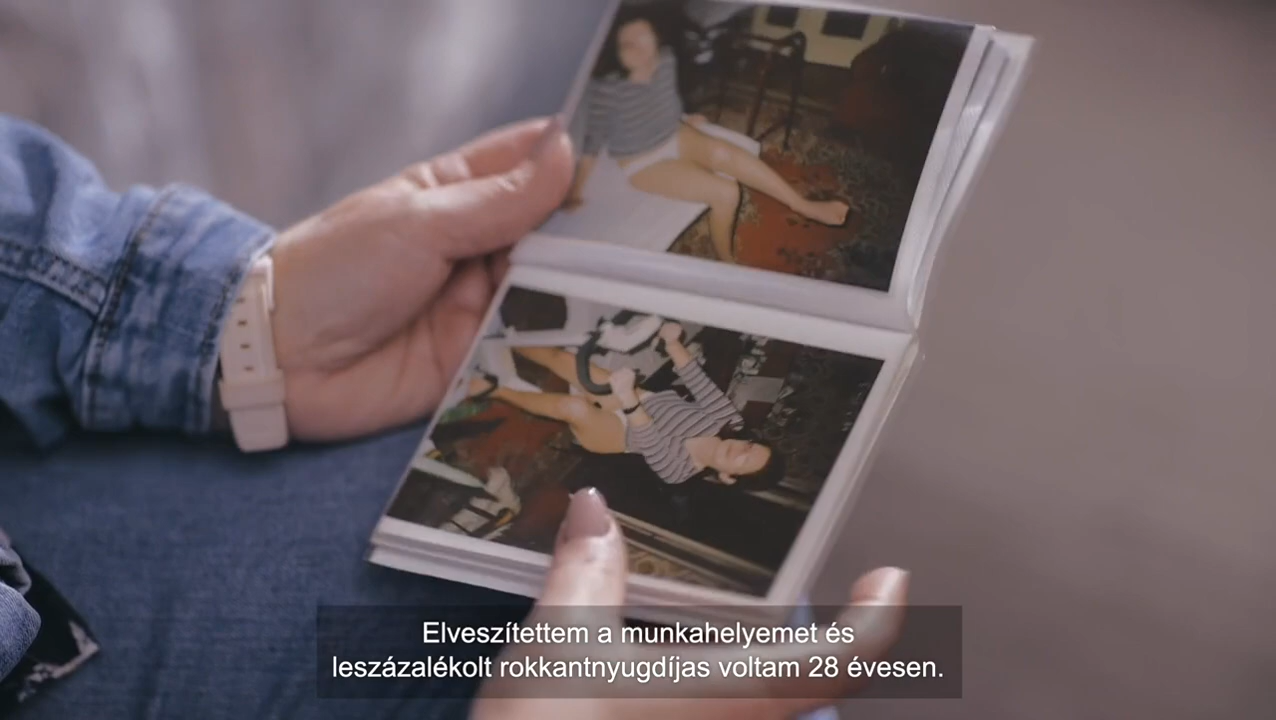 Elveszítettem a munkahelyemet és
leszázalékolt rokkantnyugdíjas voltam 28 évesen.